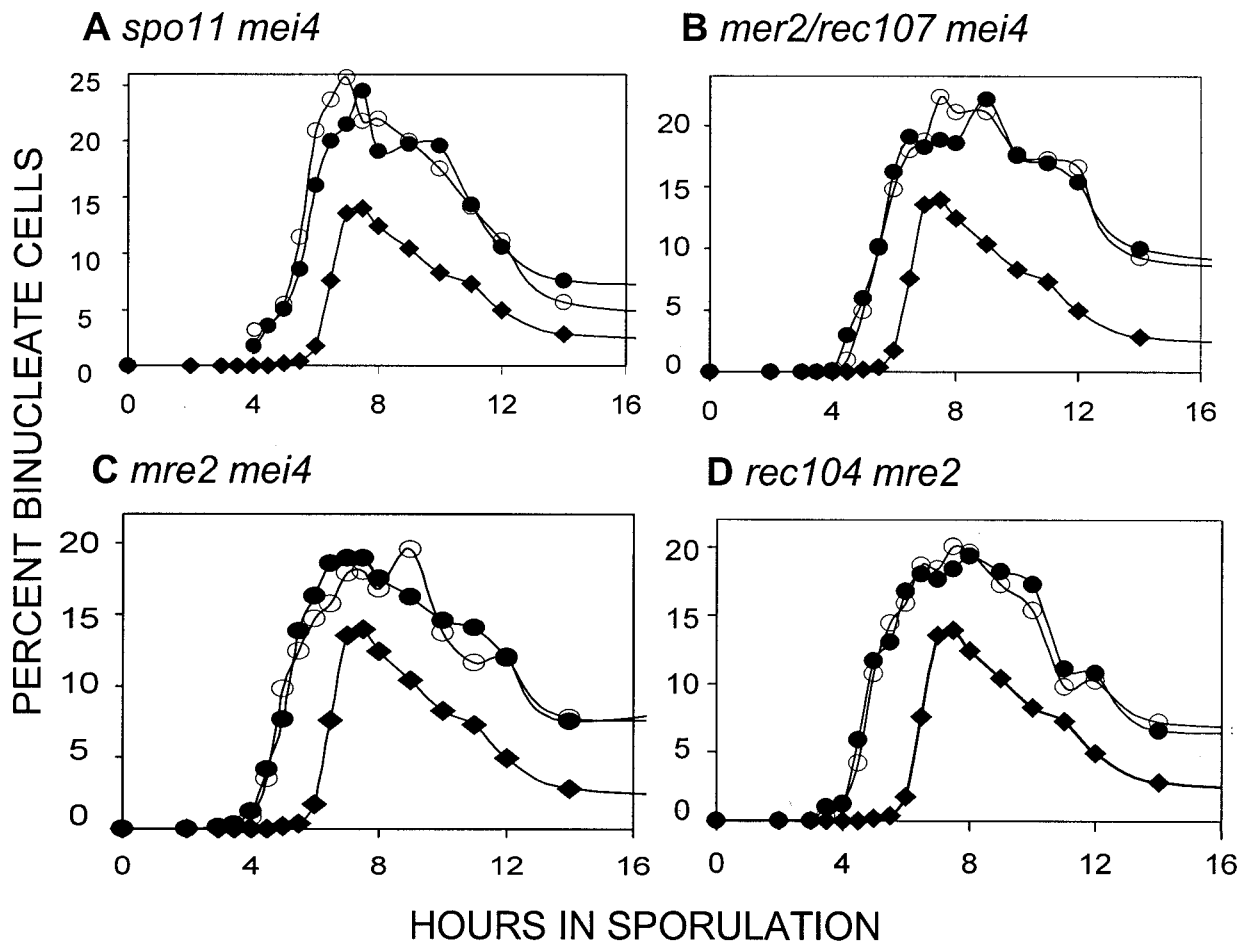 A spo11 mei4
B mer2/rec107 mei4
PERCENT BINUCLEATE CELLS
25
20
15
10
5
0
0 4 8 12 16
20
15
10
5
0
0 4 8 12 16
C mre2 mei4
D rec104 mre2
20
15
10
5
0
0 4 8 12 16
20
15
10
5
0
0 4 8 12 16
HOURS IN SPORULATION